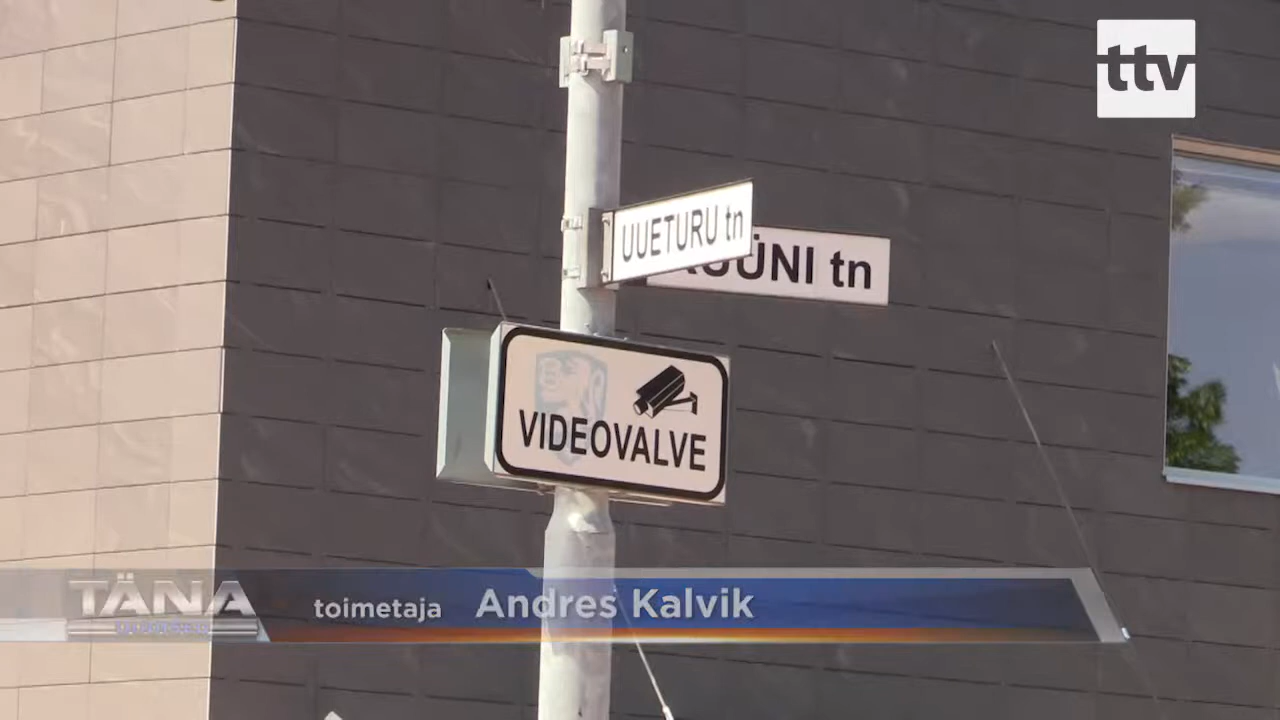 ttv
UUETURU tn
ÜNI tn
VIDEOVALVE
TÄNA
toimetaja Andres Kalvik